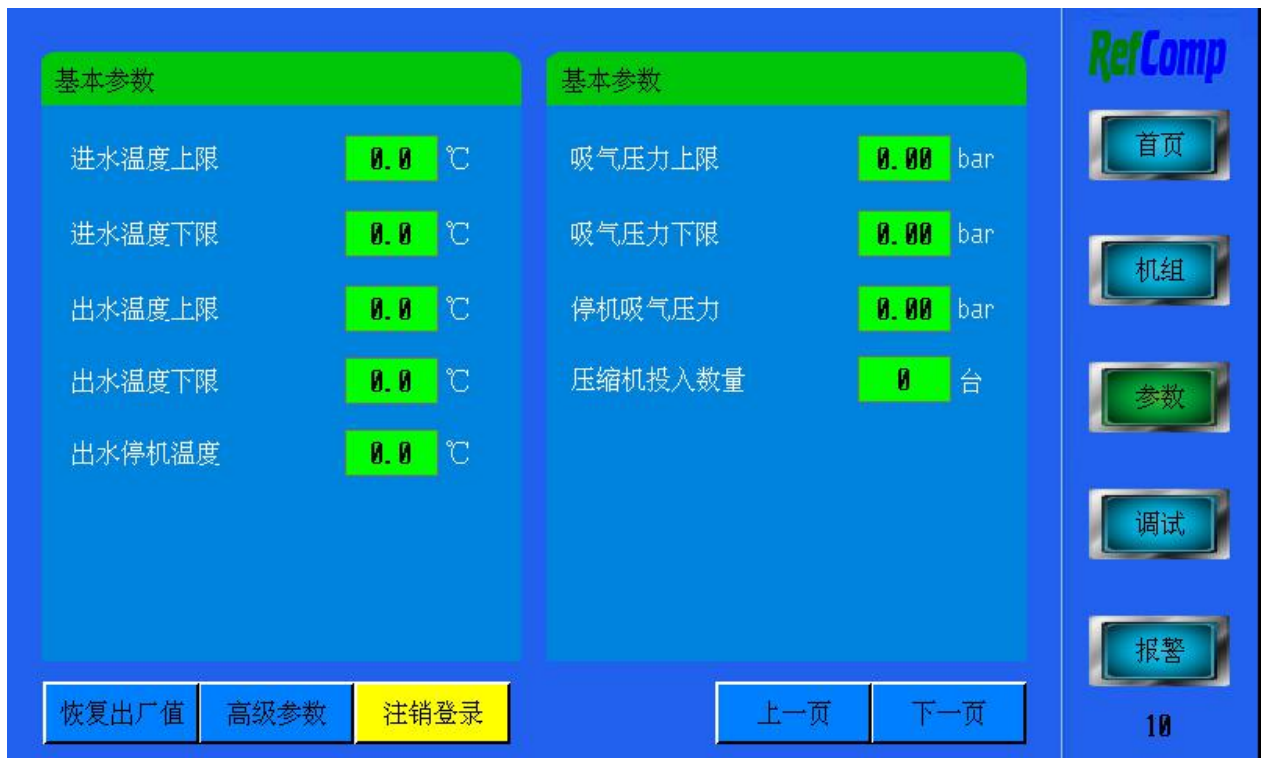 基本参数
进水温度上限 0.0 ℃
进水温度下限 0.0 ℃
出水温度上限 0.0 ℃
出水温度下限 0.0 ℃
出水停机温度 0.0 ℃
基本参数
吸气压力上限 0.00 bar
吸气压力下限 0.00 bar
停机吸气压力 0.00 bar
压缩机投入数量 0 台
恢复出厂值 高级参数 注销登录 上一页 下一页
RefComp
首页
机组
参数
调试
报警
10